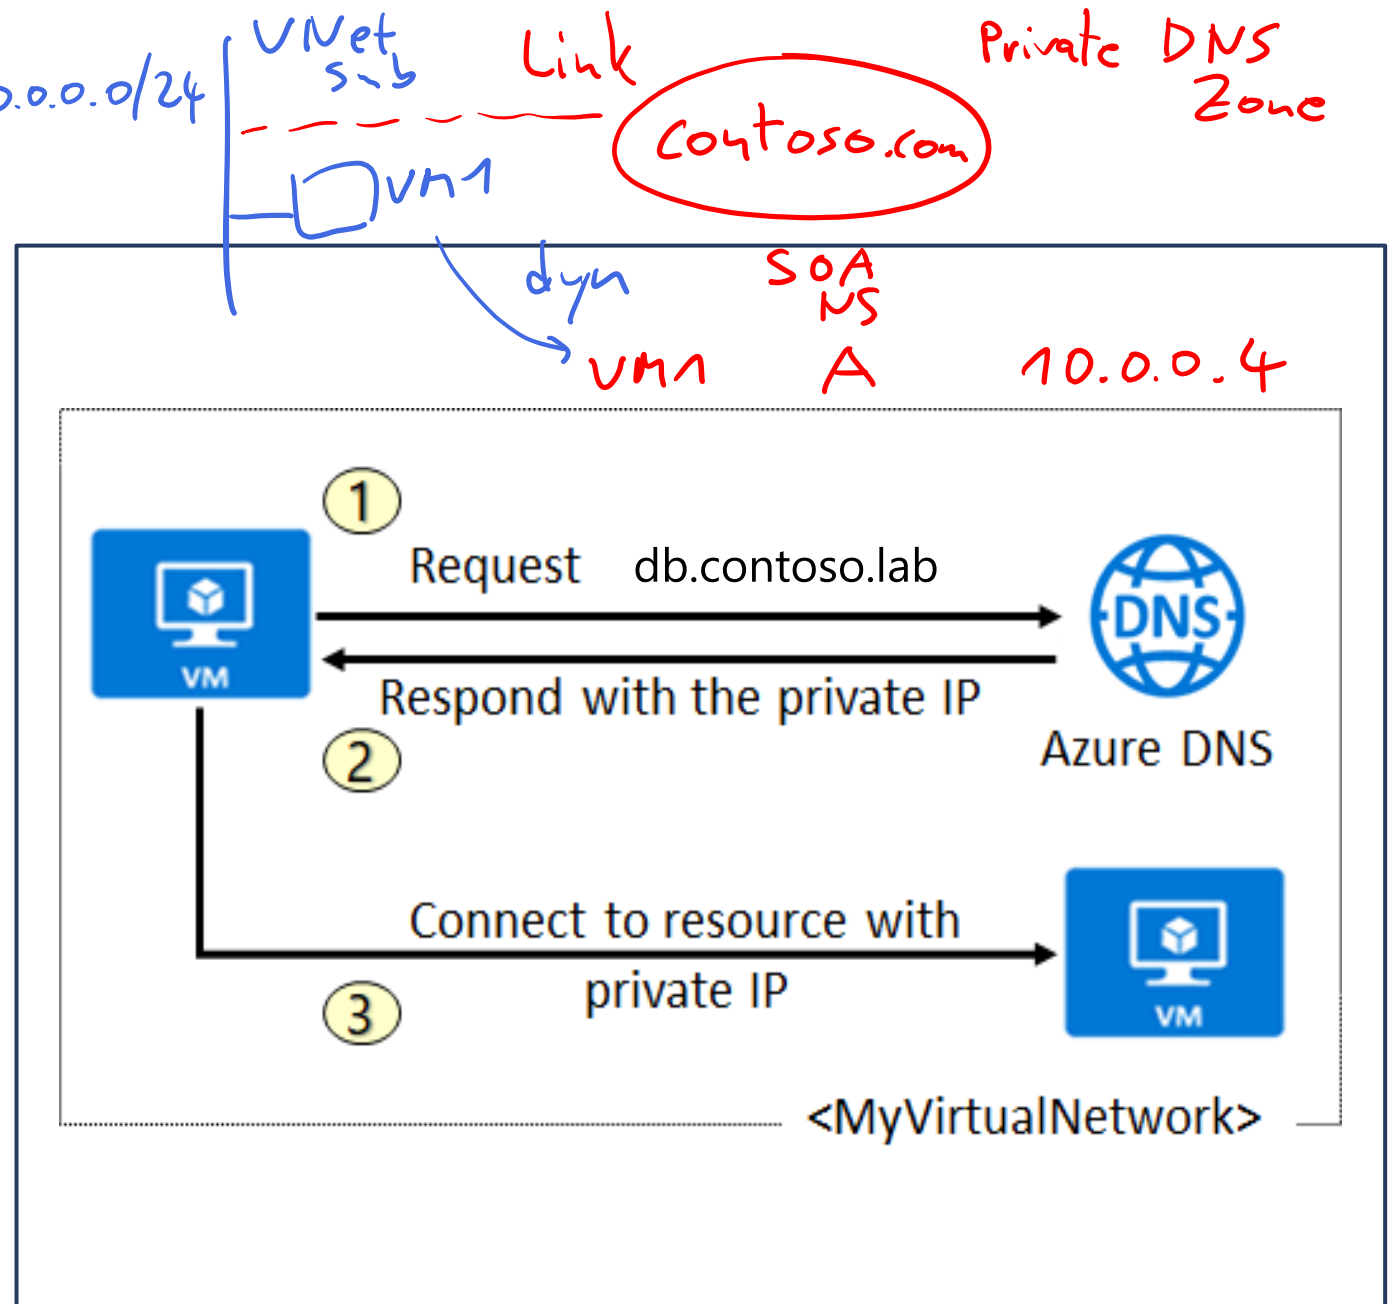 VNet
Sub
0.0.0.0/24
Link
Private DNS
Zone
contoso.com
VM1
dyn
SOA
NS
VM1 A 10.0.0.4
1
Request db.contoso.lab
DNS
VM
Respond with the private IP
2
Azure DNS
Connect to resource with
private IP
3
VM
<MyVirtualNetwork>